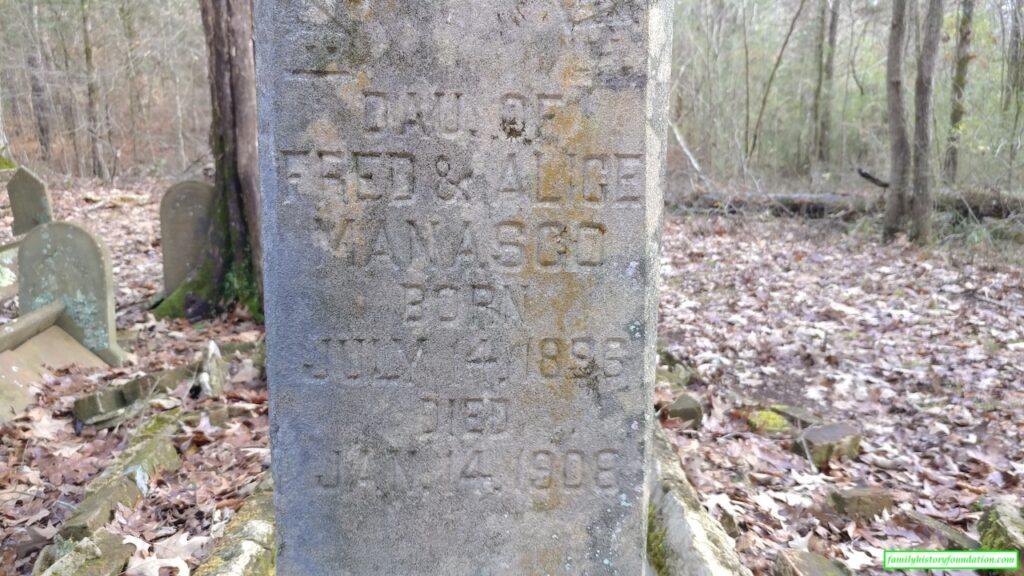 DAU. OF
FRED & ALICE
MANASCO
BORN
JULY 14, 1896
DIED
JAN. 14, 1908
familyhistoryfoundation.com